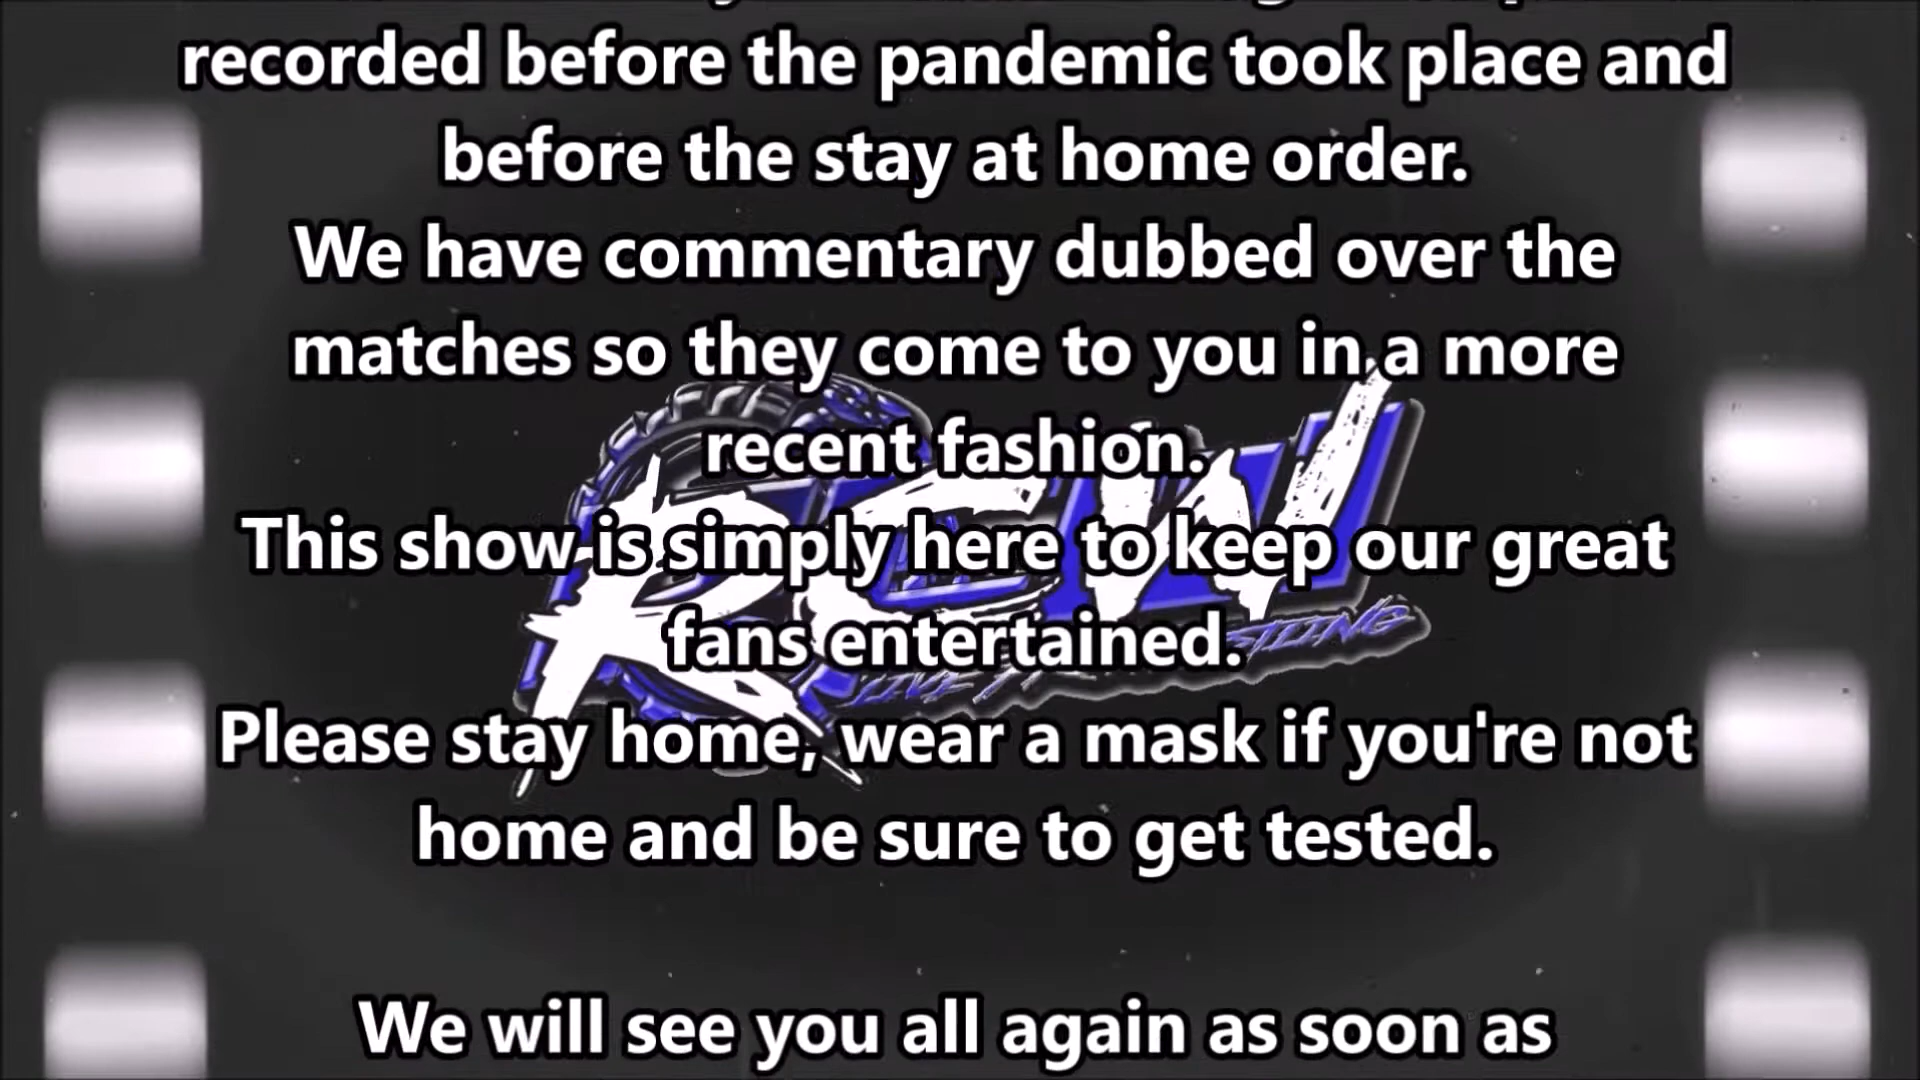 recorded before the pandemic took place and
before the stay at home order.
We have commentary dubbed over the
matches so they come to you in a more
recent fashion.
This show is simply here to keep our great
fans entertained.
Please stay home, wear a mask if you're not
home and be sure to get tested.
We will see you all again as soon as
RCW
LIVE